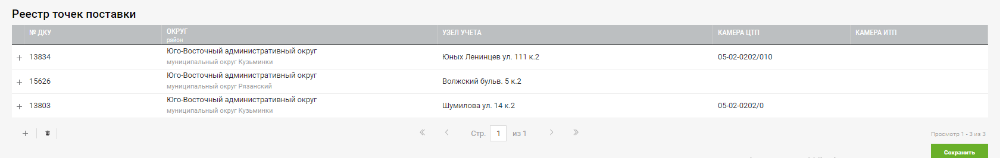 Реестр точек поставки
№ ДКУ ОКРУГ УЗЕЛ УЧЕТА КАМЕРА ЦТП КАМЕРА ИТП
район
13834 Юго-Восточный административный округ Юных Ленинцев ул. 111 к.2 05-02-0202/010
муниципальный округ Кузьминки
15626 Юго-Восточный административный округ Волжский бульв. 5 к.2
муниципальный округ Рязанский
13803 Юго-Восточный административный округ Шумилова ул. 14 к.2 05-02-0202/0
муниципальный округ Кузьминки
Стр. 1 из 1 Просмотр 1 - 3 из 3
Сохранить